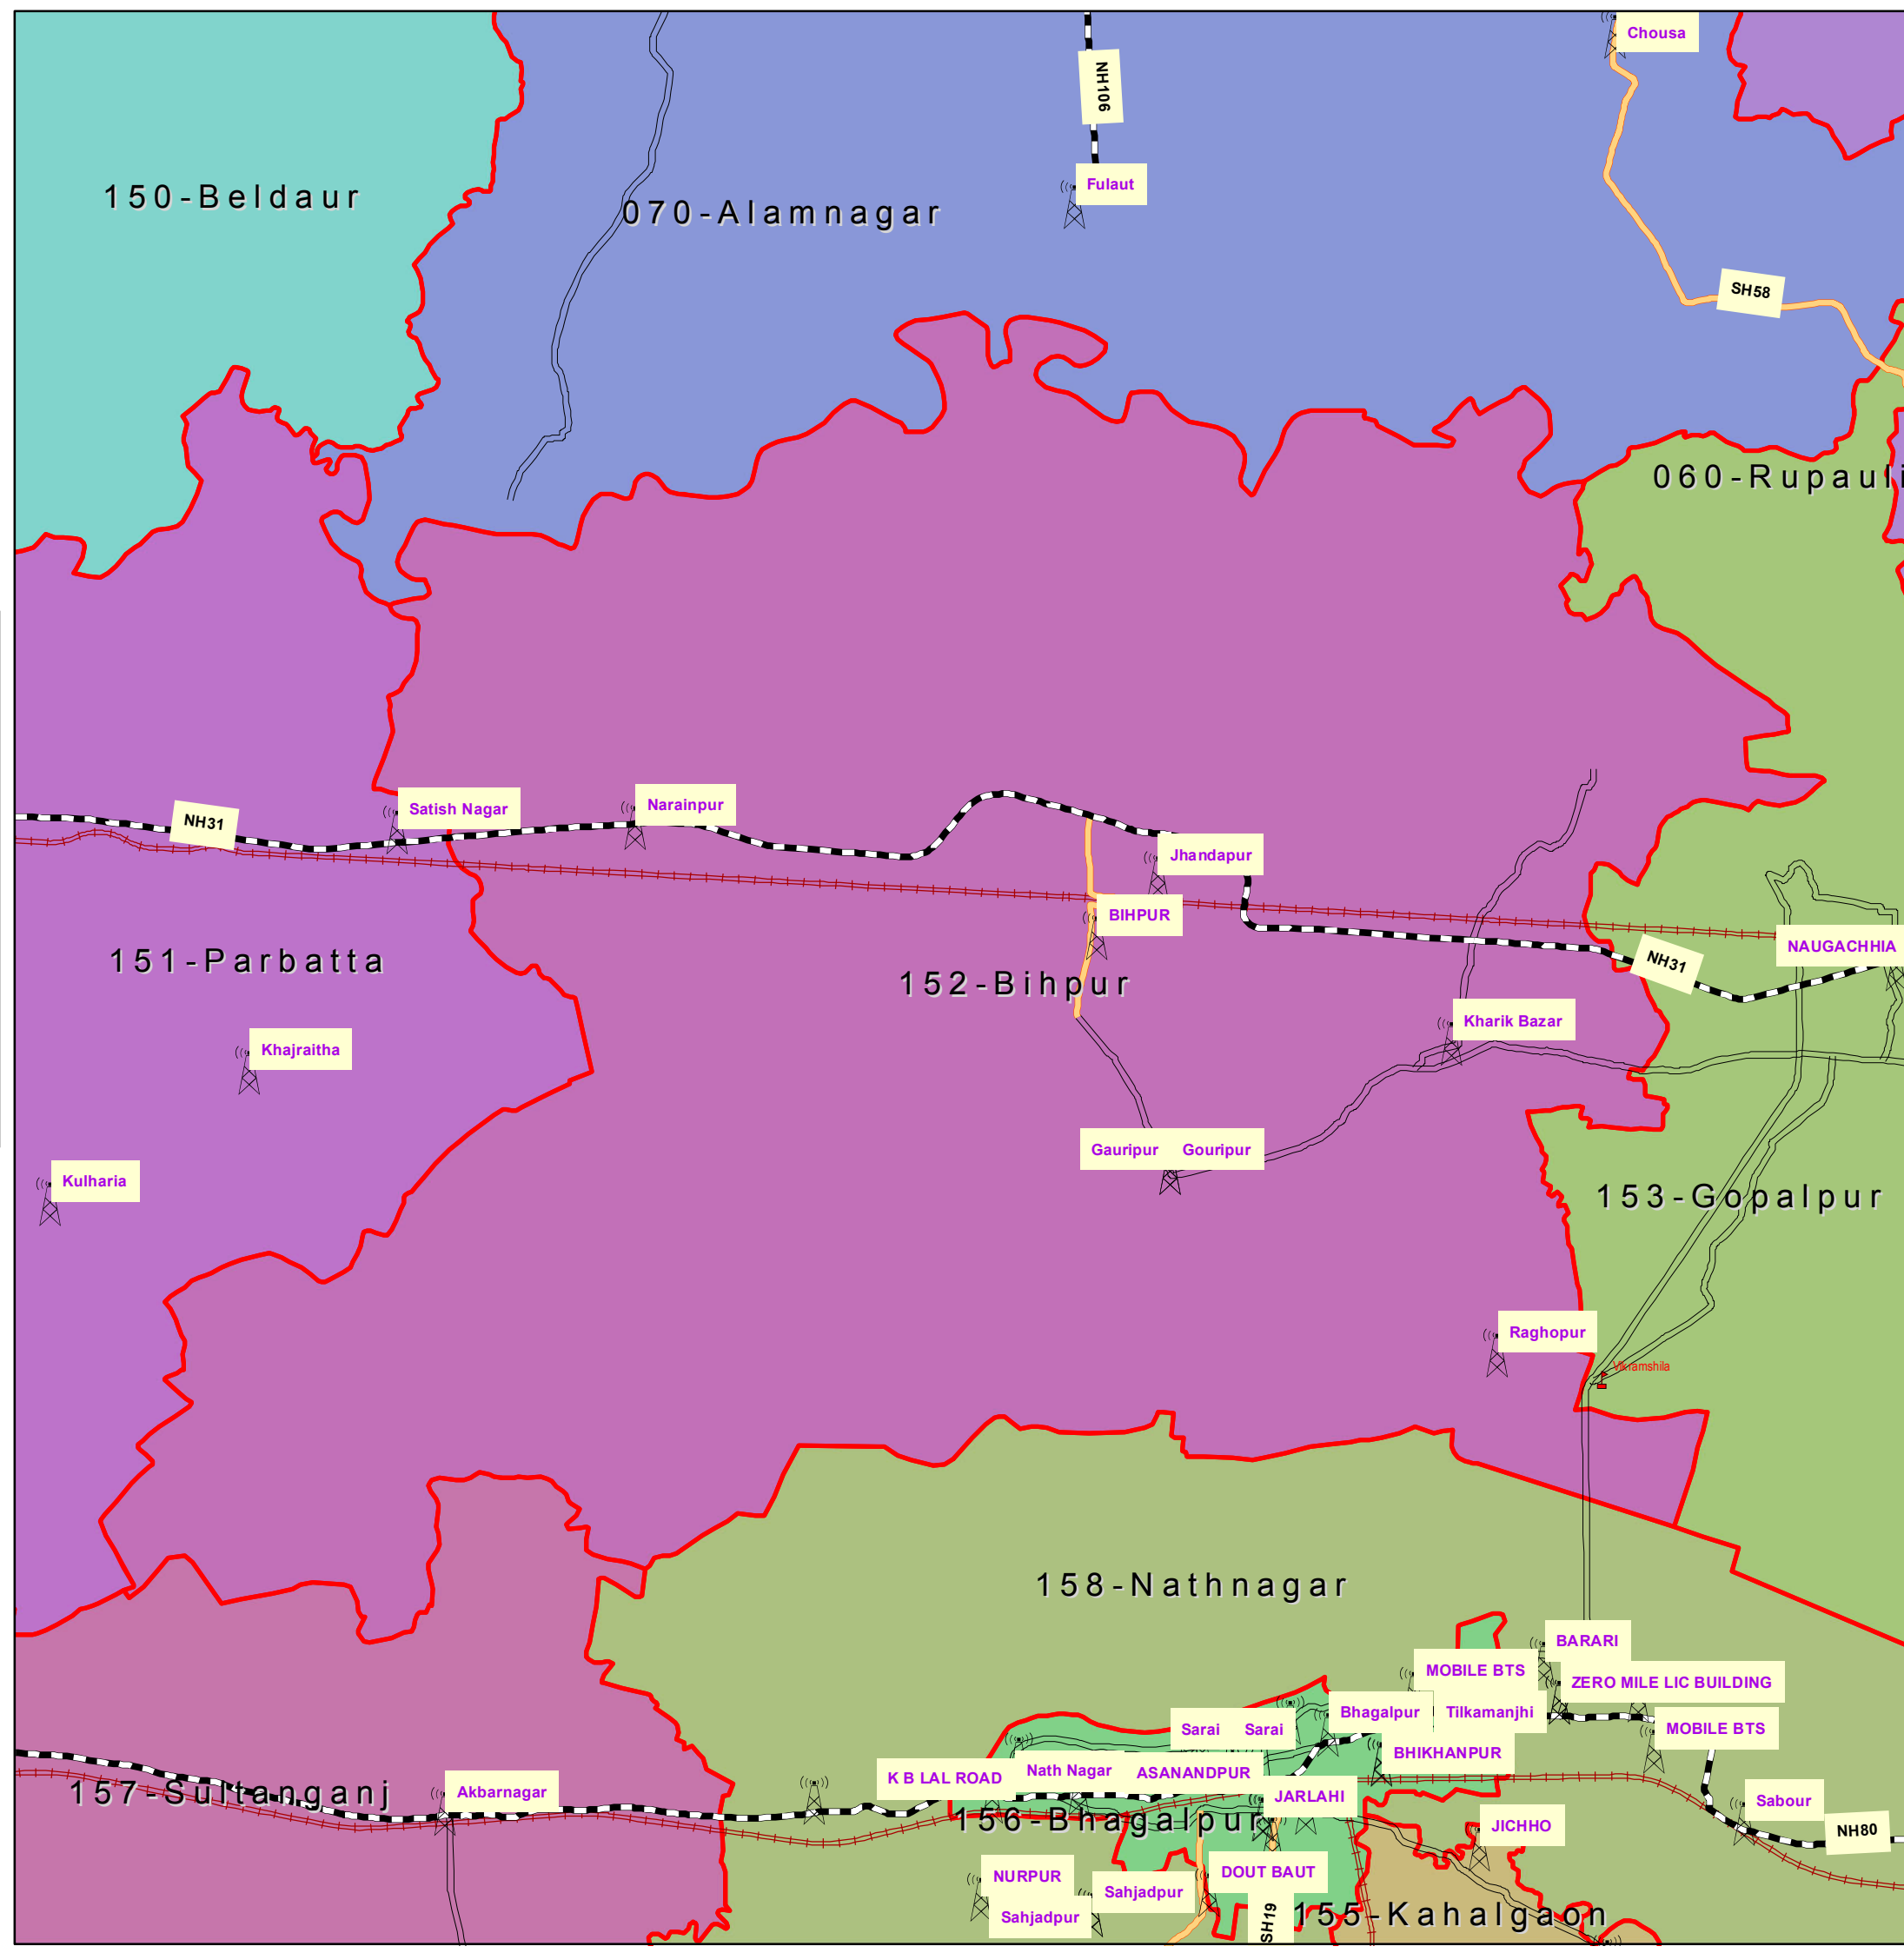 Chousa
NH106
Fulaut
150-Beldaur
070-Alamnagar
SH58
060-Rupauli
Satish Nagar
Narainpur
NH31
Jhandapur
BIHPUR
NAUGACHHIA
151-Parbatta
NH31
152-Bihpur
Kharik Bazar
Khajraitha
Gauripur
Gouripur
Kulharia
153-Gopalpur
Raghopur
Vikramshila
158-Nathnagar
BARARI
MOBILE BTS
ZERO MILE LIC BUILDING
Bhagalpur
Tilkamanjhi
Sarai
Sarai
MOBILE BTS
BHIKHANPUR
Nath Nagar
ASANANDPUR
K B LAL ROAD
157-Sultanganj
Akbarnagar
JARLAHI
Sabour
156-Bhagalpur
JICHHO
NH80
DOUT BAUT
NURPUR
Sahjadpur
Sahjadpur
SH19
155-Kahalgaon